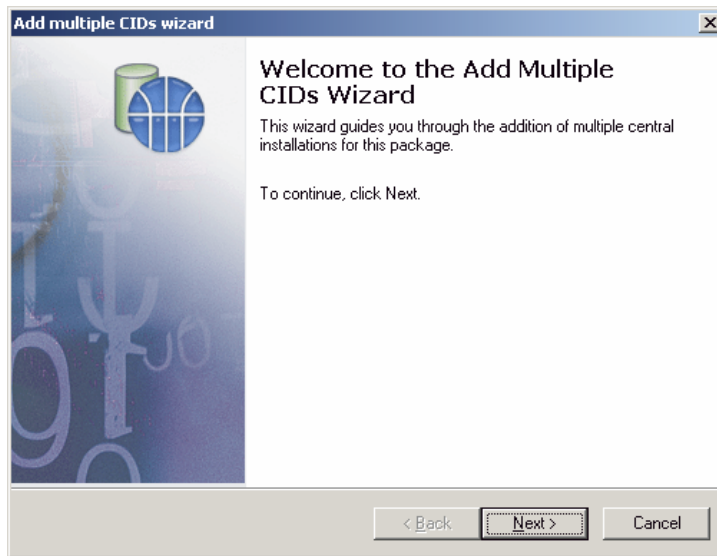 Add multiple CIDs wizard
Welcome to the Add Multiple
CIDs Wizard
This wizard guides you through the addition of multiple central
installations for this package.
To continue, click Next.
< Back
Next >
Cancel